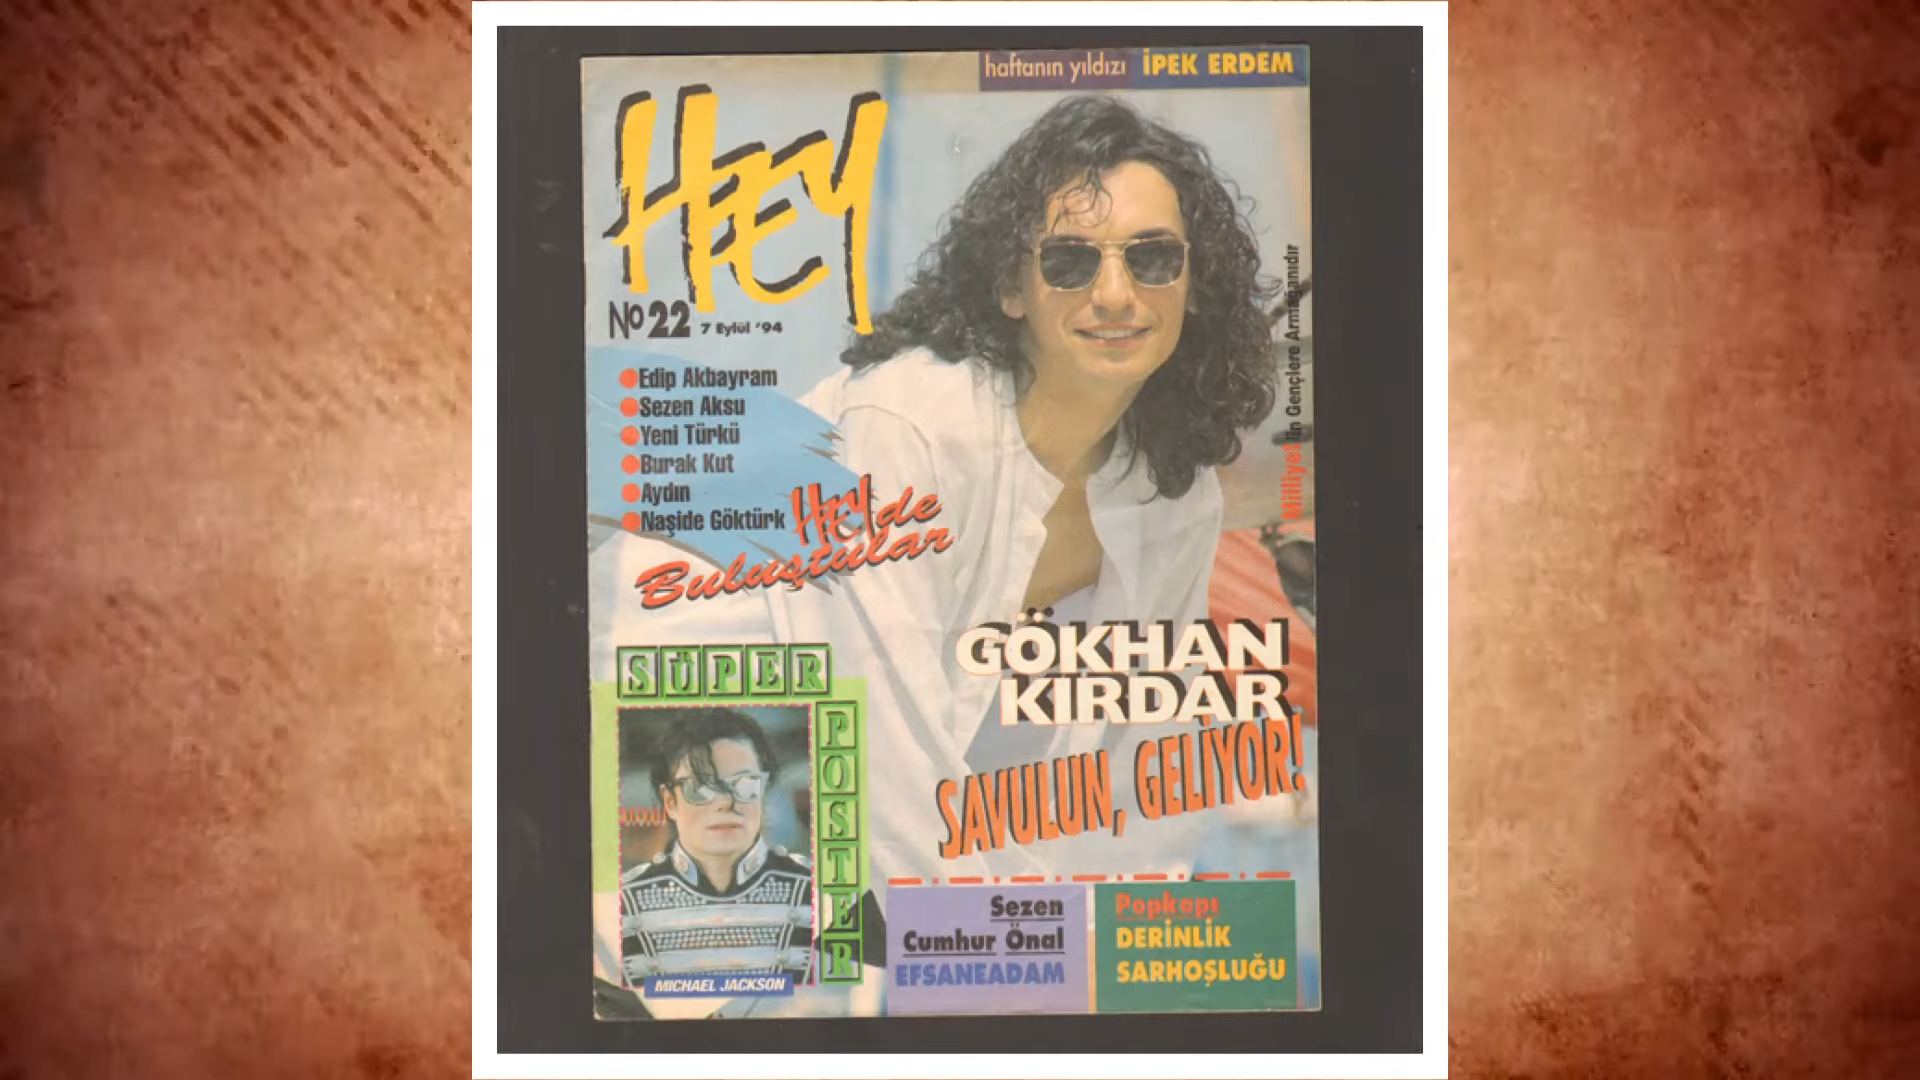 haftanın yıldızı İPEK ERDEM
HEY
No 22 7 Eylül '94
Edip Akbayram
Sezen Aksu
Yeni Türkü
Burak Kut
Aydın
Naşide Göktürk
HEY de
Buluştular
Milliyet'in Gençlere Armağanıdır
GÖKHAN
KIRDAR
SAVULUN, GELİYOR!
SÜPER
POSTER
MICHAEL JACKSON
Sezen
Cumhur Önal
EFSANEADAM
Popkapı
DERİNLİK
SARHOŞLUĞU